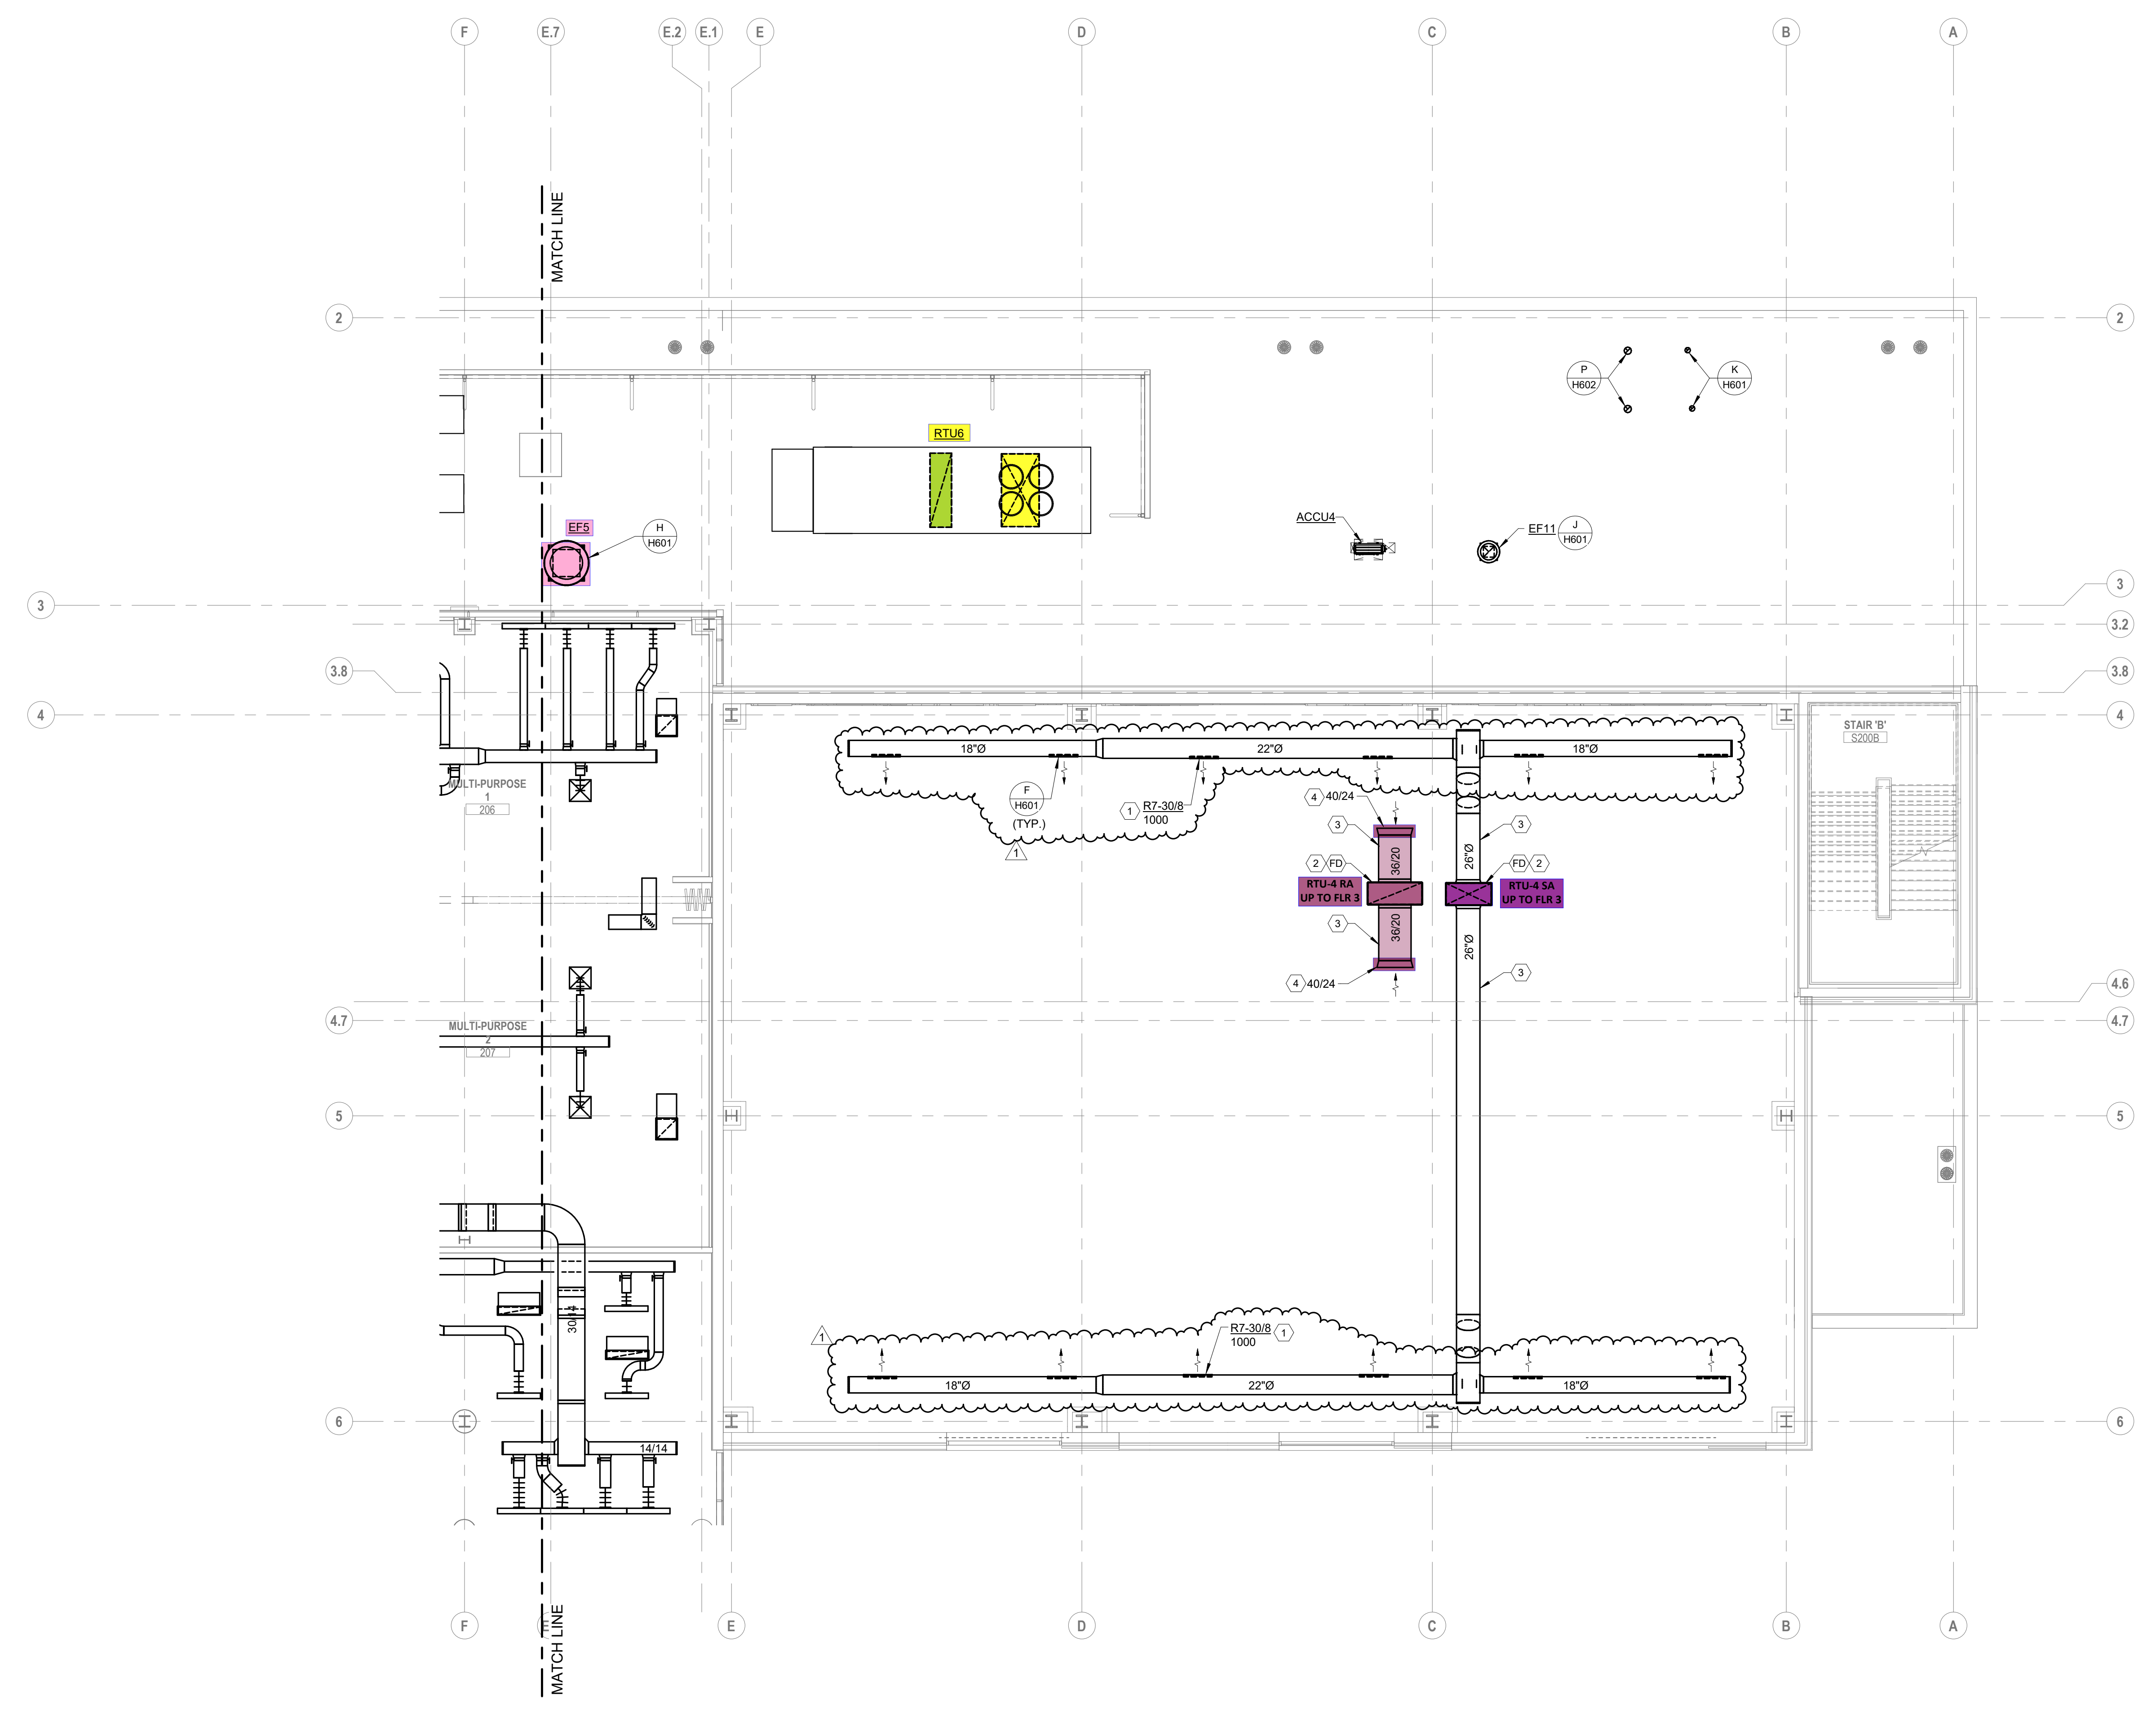 F
E.7
E.2
E.1
E
D
C
B
A
MATCH LINE
2
2
P
H602
K
H601
RTU6
EF5
H
H601
ACCU4
EF11
J
H601
3
3
3.2
3.8
3.8
4
4
STAIR 'B'
S200B
18"Ø
22"Ø
18"Ø
MULTI-PURPOSE
1
206
F
H601
(TYP.)
1
R7-30/8
1000
1
4
40/24
3
36/20
26"Ø
3
2
FD
FD
2
RTU-4 RA
UP TO FLR 3
RTU-4 SA
UP TO FLR 3
3
36/20
26"Ø
4
40/24
3
4.6
4.7
4.7
MULTI-PURPOSE
2
207
5
5
30/14
1
R7-30/8
1000
1
18"Ø
22"Ø
18"Ø
6
6
14/14
F
E
E
D
C
B
A
MATCH LINE